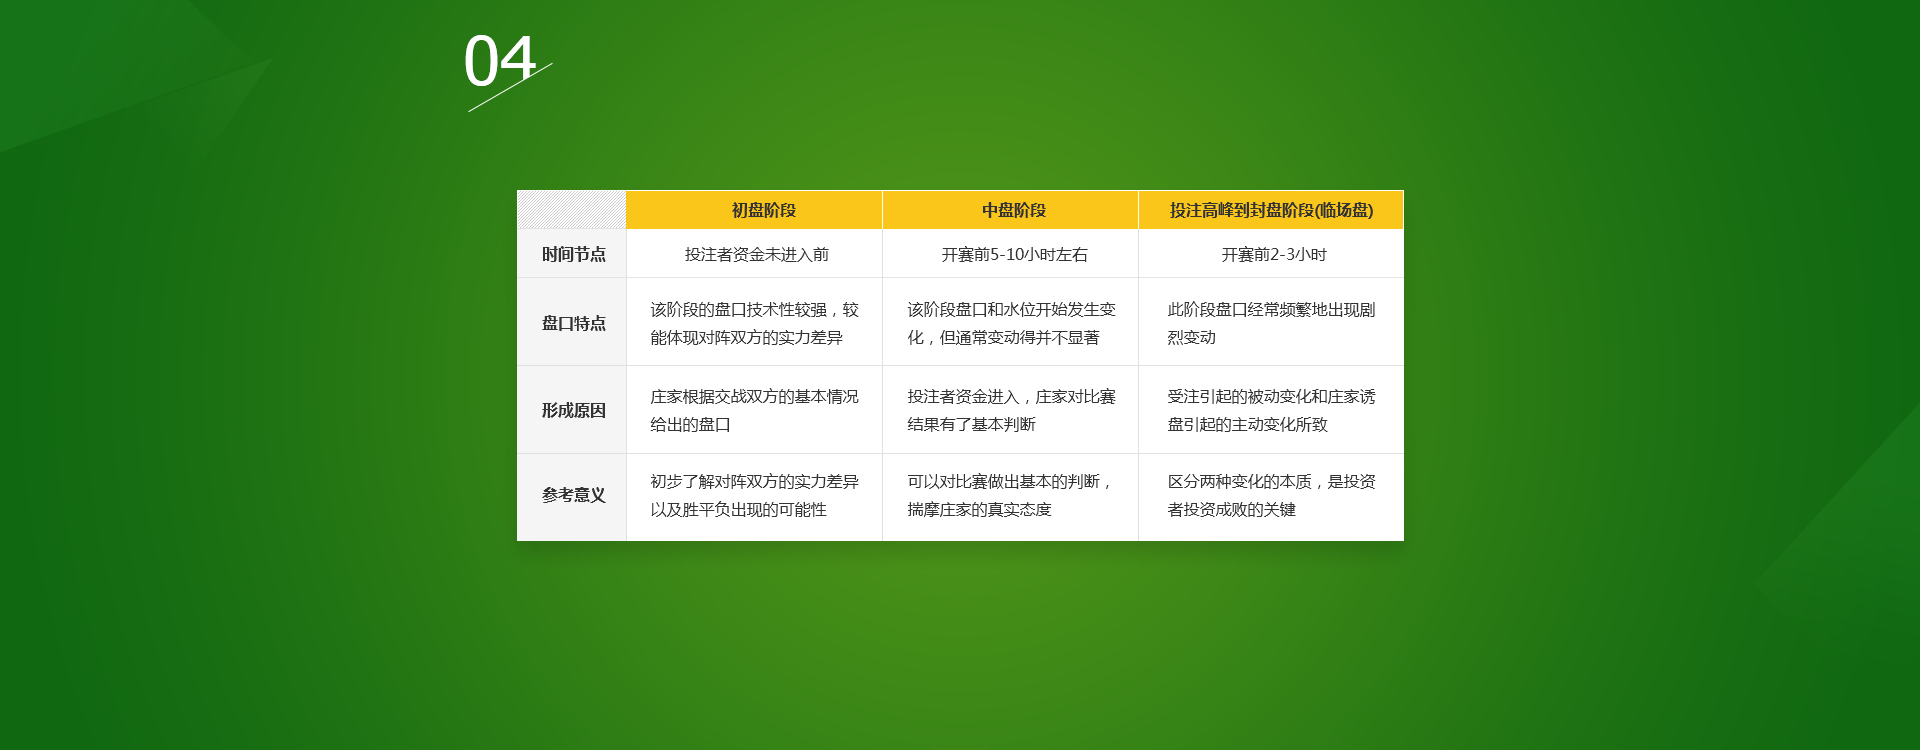 04
初盘阶段 中盘阶段 投注高峰到封盘阶段(临场盘)
时间节点 投注者资金未进入前 开赛前5-10小时左右 开赛前2-3小时
盘口特点
该阶段的盘口技术性较强，较
能体现对阵双方的实力差异
该阶段盘口和水位开始发生变
化，但通常变动得并不显著
此阶段盘口经常频繁地出现剧
烈变动
形成原因
庄家根据交战双方的基本情况
给出的盘口
投注者资金进入，庄家对比赛
结果有了基本判断
受注引起的被动变化和庄家诱
盘引起的主动变化所致
参考意义
初步了解对阵双方的实力差异
以及胜平负出现的可能性
可以对比赛做出基本的判断，
揣摩庄家的真实态度
区分两种变化的本质，是投资
者投资成败的关键